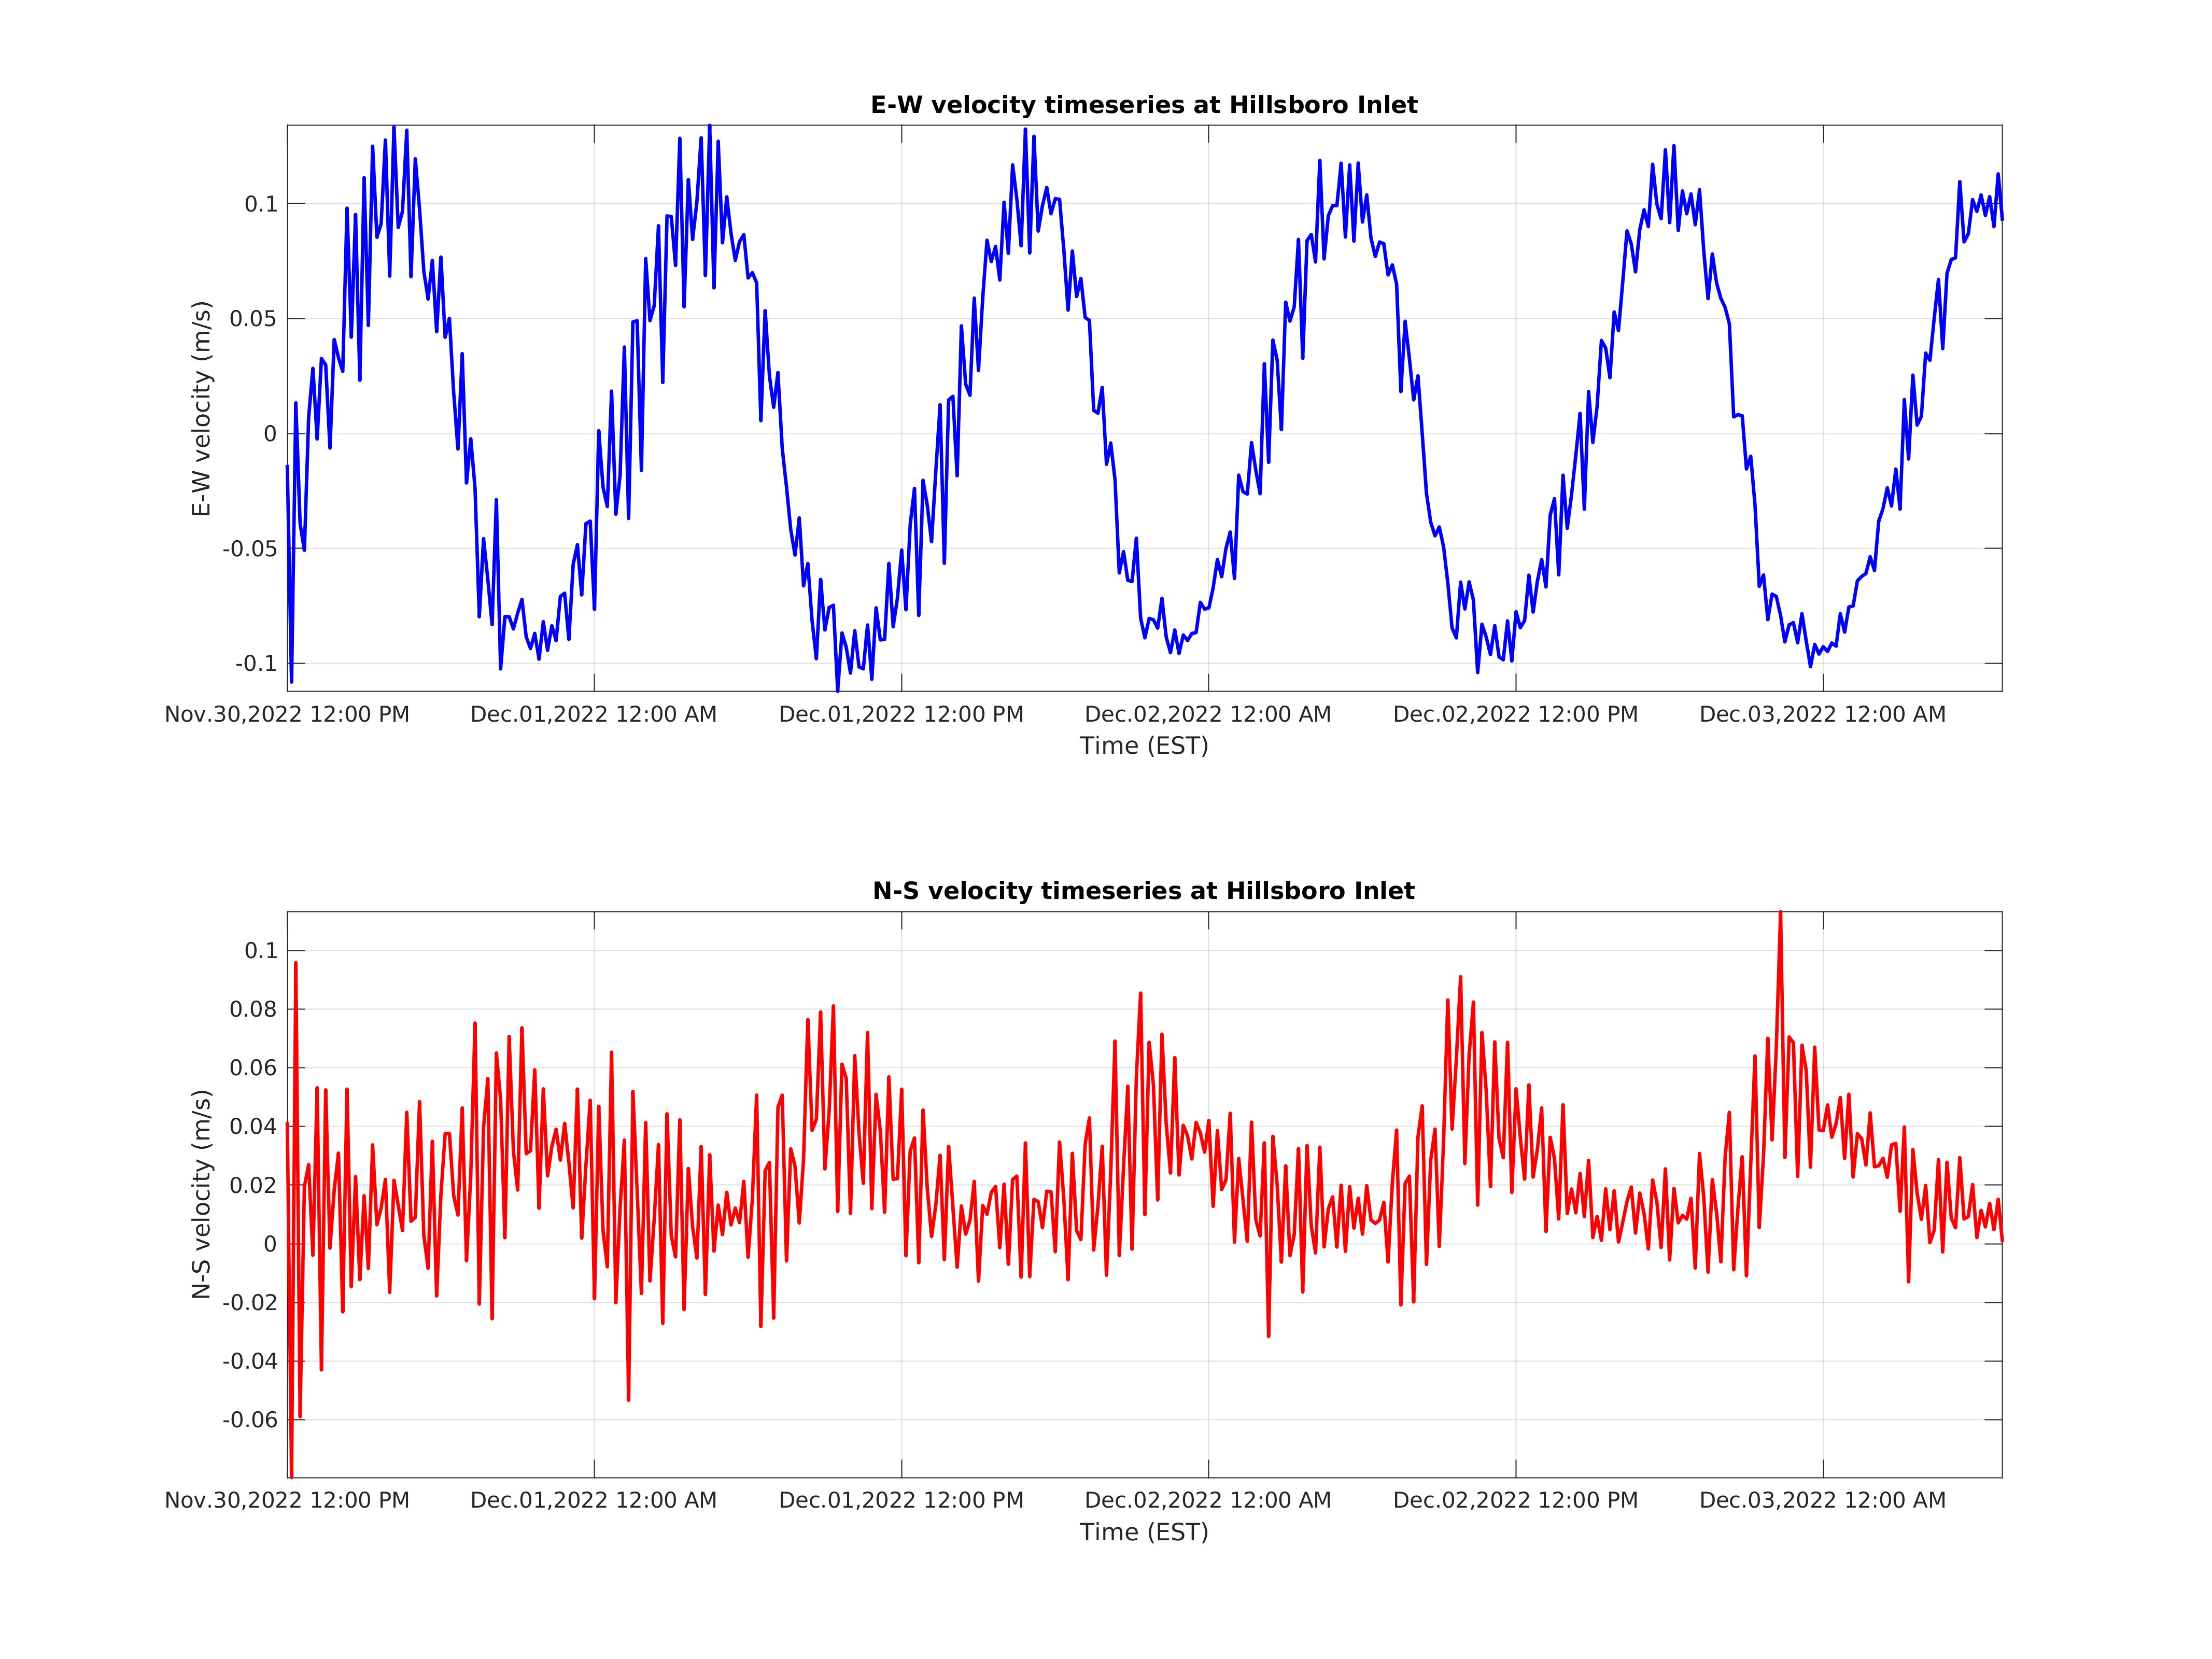 E-W velocity timeseries at Hillsboro Inlet
E-W velocity (m/s)
0.1
0.05
0
-0.05
-0.1
Nov.30,2022 12:00 PM Dec.01,2022 12:00 AM Dec.01,2022 12:00 PM Dec.02,2022 12:00 AM Dec.02,2022 12:00 PM Dec.03,2022 12:00 AM
Time (EST)
N-S velocity timeseries at Hillsboro Inlet
N-S velocity (m/s)
0.1
0.08
0.06
0.04
0.02
0
-0.02
-0.04
-0.06
Nov.30,2022 12:00 PM Dec.01,2022 12:00 AM Dec.01,2022 12:00 PM Dec.02,2022 12:00 AM Dec.02,2022 12:00 PM Dec.03,2022 12:00 AM
Time (EST)